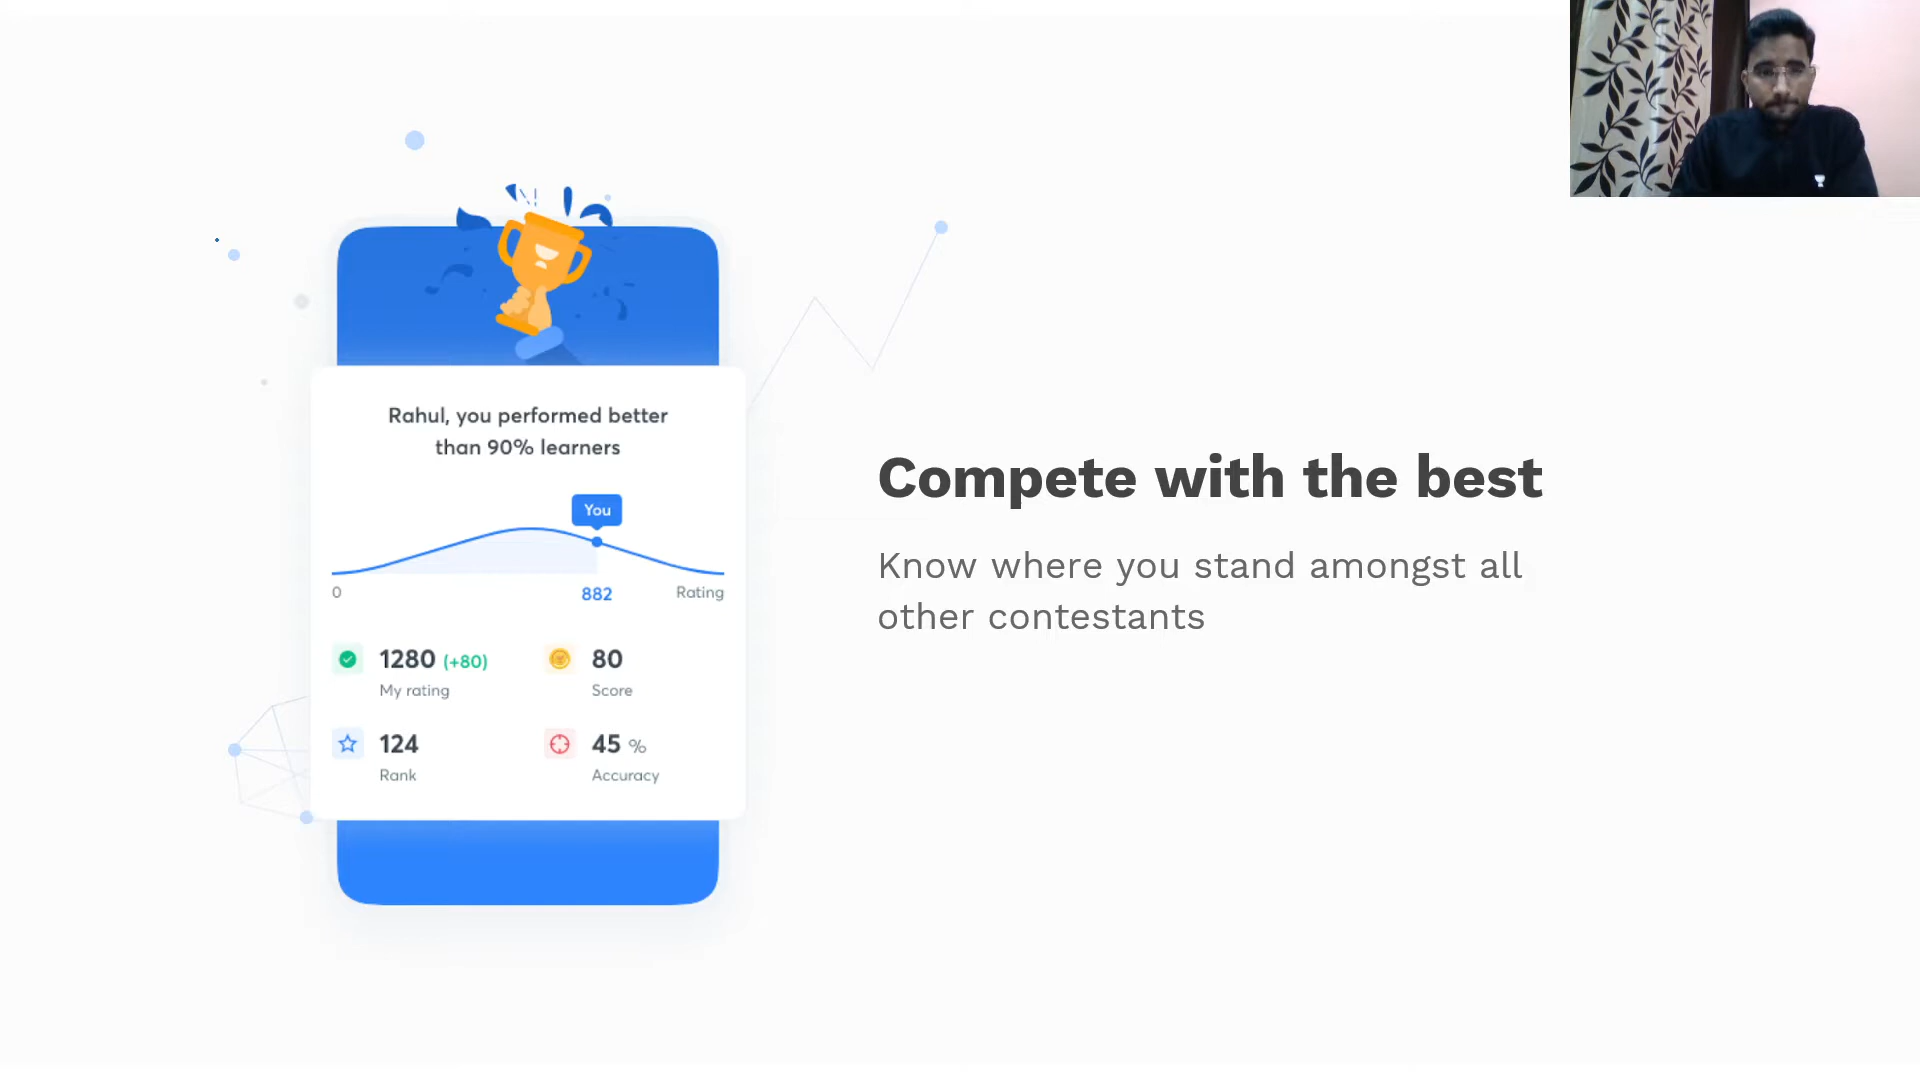 Rahul, you performed better
than 90% learners
You
0
882
Rating
1280 (+80)
My rating
80
Score
124
Rank
45 %
Accuracy
Compete with the best
Know where you stand amongst all
other contestants